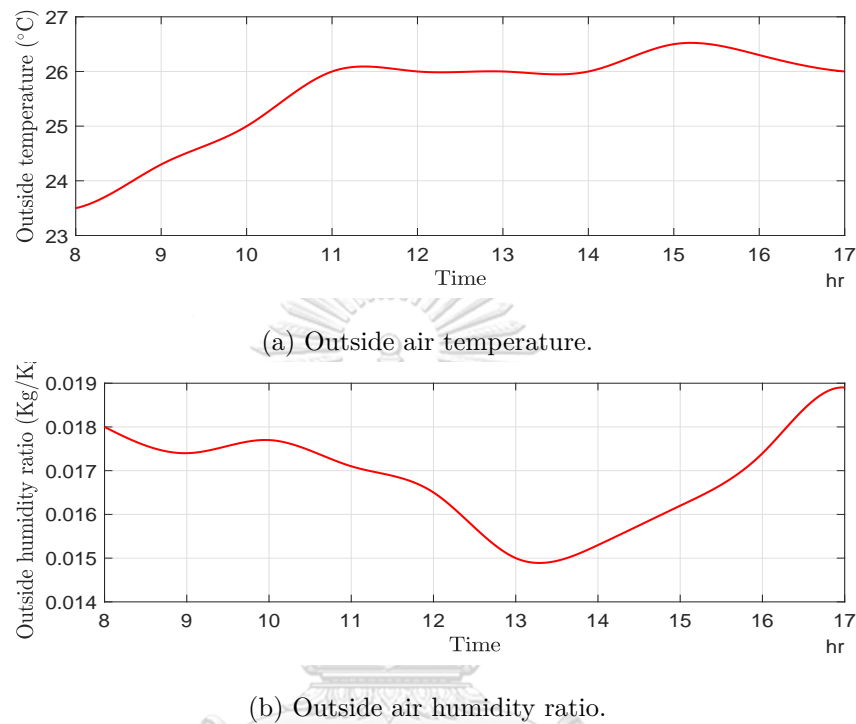 27
26
25
24
23
Outside temperature (°C)
8 9 10 11 12 13 14 15 16 17
Time
hr
(a) Outside air temperature.
0.019
0.018
0.017
0.016
0.015
0.014
Outside humidity ratio (Kg/K
8 9 10 11 12 13 14 15 16 17
Time
hr
(b) Outside air humidity ratio.